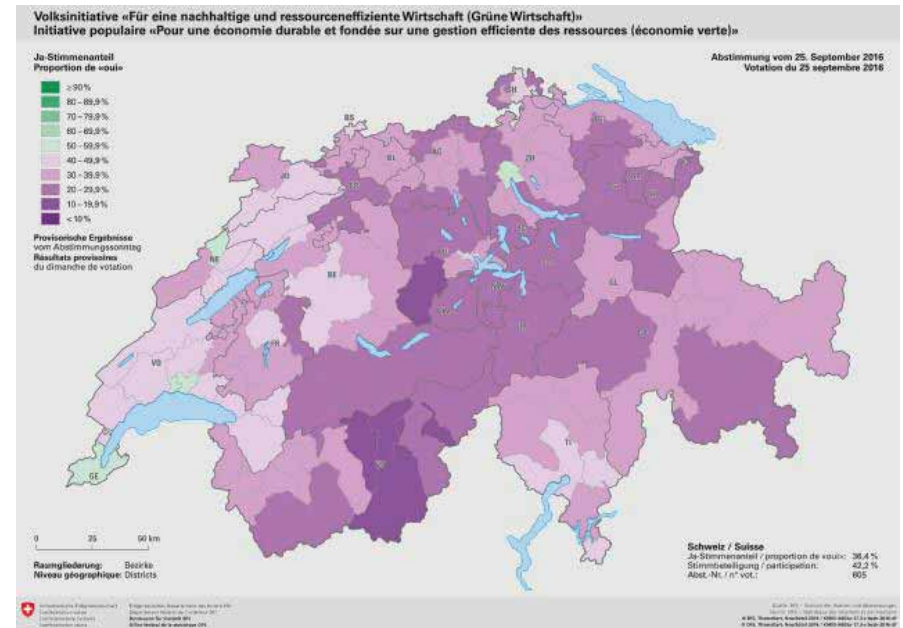 Volksinitiative «Für eine nachhaltige und ressourceneffiziente Wirtschaft (Grüne Wirtschaft)»
Initiative populaire «Pour une économie durable et fondée sur une gestion efficiente des ressources (économie verte)»
Ja-Stimmenanteil
Proportion de «oui»
Abstimmung vom 25. September 2016
Votation du 25 septembre 2016
≥ 90 %
80 – 89,9 %
70 – 79,9 %
60 – 69,9 %
50 – 59,9 %
40 – 49,9 %
30 – 39,9 %
20 – 29,9 %
10 – 19,9 %
< 10 %
Provisorische Ergebnisse
vom Abstimmungssonntag
Résultats provisoires
du dimanche de votation
SH
BS
BL
AG
ZH
JU
NE
BE
FR
VD
GE
GL
TI
0 25 50 km
Raumgliederung: Bezirke
Niveau géographique: Districts
Schweiz / Suisse
Ja-Stimmenanteil / proportion de «oui»: 36,4 %
Stimmbeteiligung / participation: 42,2 %
Abst.-Nr. / n° vot.: 605